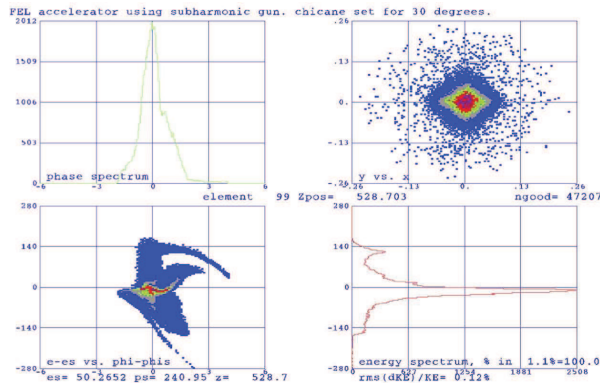 FEL accelerator using subharmonic gun. chicane set for 30 degrees.
2012
1509
1006
503
0
phase spectrum
-6 -3 0 3 6
.26
.13
0.
-.13
-.26
y vs. x
-.26 -.13 0. .13 .26
element 99 Zpos= 528.703 ngood= 47207
280
140
0
-140
-280
e-es vs. phi-phis
-6 -3 0 3 6
es= 50.2652 ps= 240.95 z= 528.7
280
140
0
-140
-280
energy spectrum, % in 1.1%=100.0
0 627 1254 1881 2508
rms(dKE)/KE= 0.12%